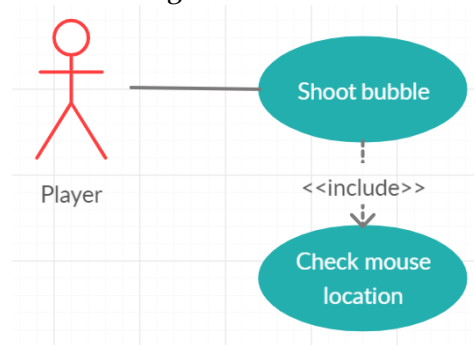 Shoot bubble
Player
<<include>>
Check mouse
location